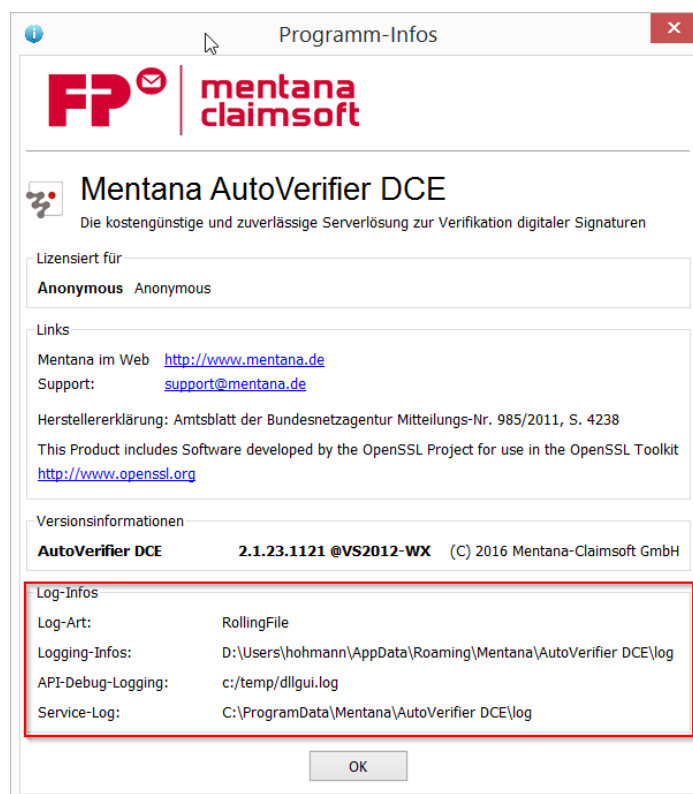 Programm-Infos
FP mentana
claimsoft
Mentana AutoVerifier DCE
Die kostengünstige und zuverlässige Serverlösung zur Verifikation digitaler Signaturen
Lizensiert für
Anonymous Anonymous
Links
Mentana im Web http://www.mentana.de
Support: support@mentana.de
Herstellererklärung: Amtsblatt der Bundesnetzagentur Mitteilungs-Nr. 985/2011, S. 4238
This Product includes Software developed by the OpenSSL Project for use in the OpenSSL Toolkit
http://www.openssl.org
Versionsinformationen
AutoVerifier DCE 2.1.23.1121 @VS2012-WX (C) 2016 Mentana-Claimsoft GmbH
Log-Infos
Log-Art: RollingFile
Logging-Infos: D:\Users\hohmann\AppData\Roaming\Mentana\AutoVerifier DCE\log
API-Debug-Logging: c:/temp/dllgui.log
Service-Log: C:\ProgramData\Mentana\AutoVerifier DCE\log
OK